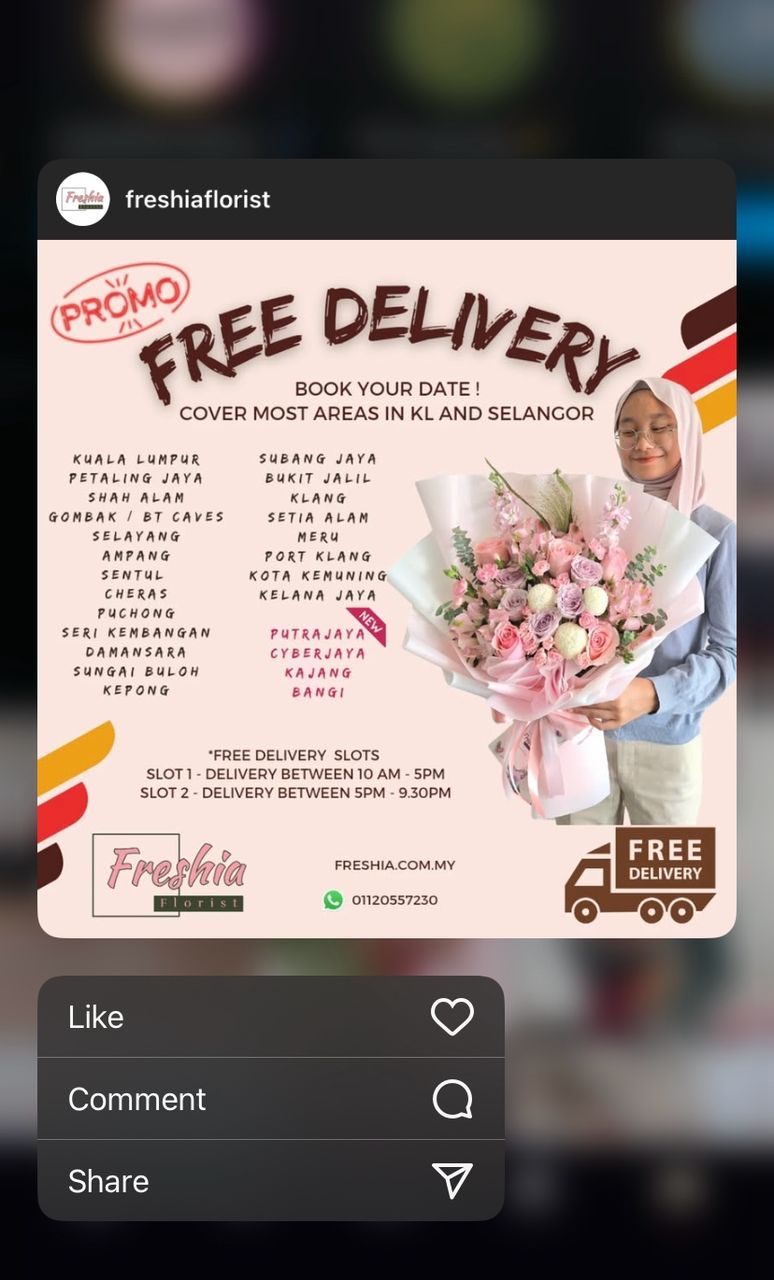 freshiaflorist
PROMO
FREE DELIVERY
BOOK YOUR DATE !
COVER MOST AREAS IN KL AND SELANGOR
KUALA LUMPUR
PETALING JAYA
SHAH ALAM
GOMBAK / BT CAVES
SELAYANG
AMPANG
SENTUL
CHERAS
PUCHONG
SERI KEMBANGAN
DAMANSARA
SUNGAI BULOH
KEPONG
SUBANG JAYA
BUKIT JALIL
KLANG
SETIA ALAM
MERU
PORT KLANG
KOTA KEMUNING
KELANA JAYA
NEW
PUTRAJAYA
CYBERJAYA
KAJANG
BANGI
*FREE DELIVERY SLOTS
SLOT 1 - DELIVERY BETWEEN 10 AM - 5PM
SLOT 2 - DELIVERY BETWEEN 5PM - 9.30PM
Freshia
Florist
FRESHIA.COM.MY
01120557230
FREE
DELIVERY
Like
Comment
Share